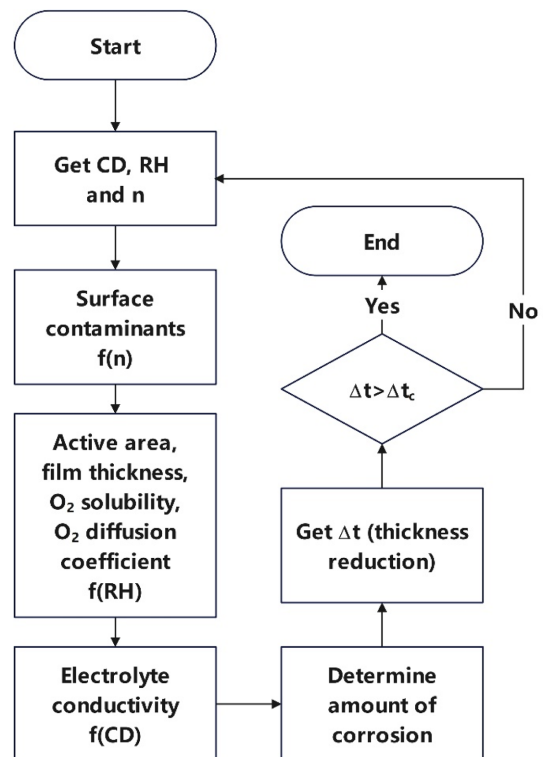 Start
Get CD, RH
and n
Surface
contaminants
f(n)
Active area,
film thickness,
O₂ solubility,
O₂ diffusion
coefficient
f(RH)
Electrolyte
conductivity
f(CD)
Determine
amount of
corrosion
Get Δt (thickness
reduction)
Δt>Δt꜀
Yes
No
End